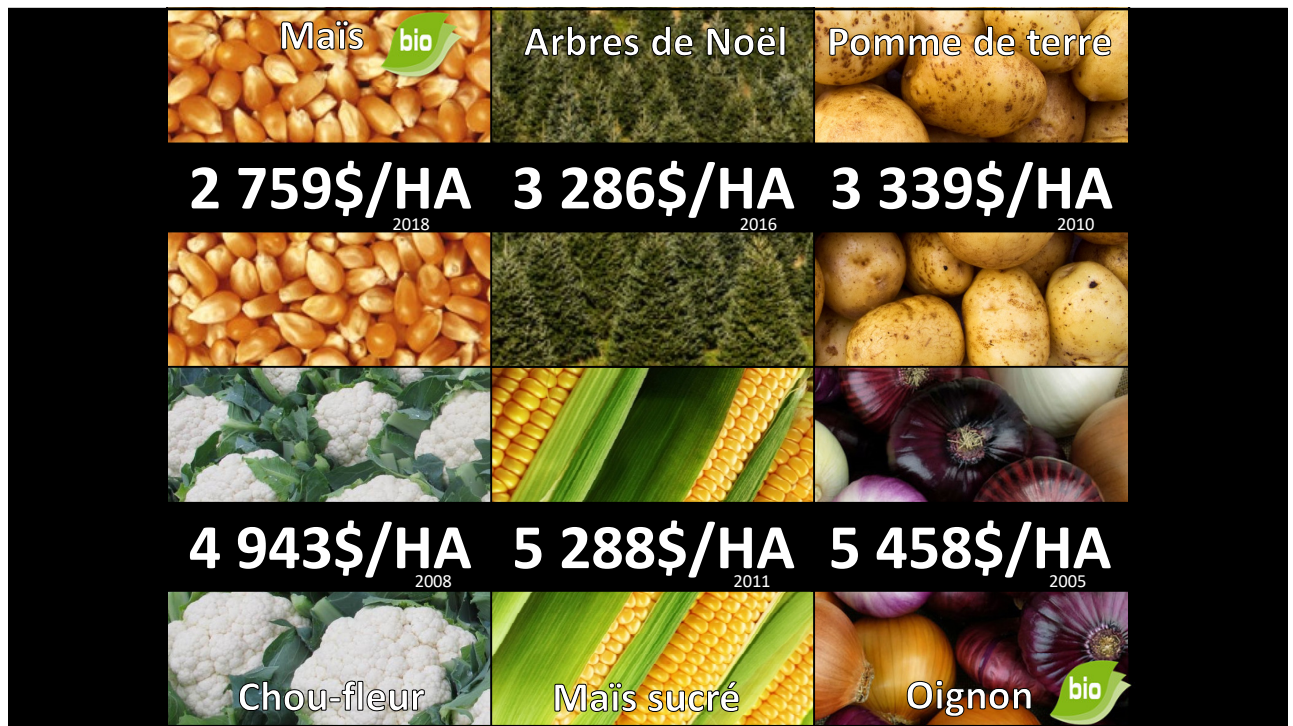 Maïs bio
Arbres de Noël
Pomme de terre
2 759$/HA
2018
3 286$/HA
2016
3 339$/HA
2010
4 943$/HA
2008
5 288$/HA
2011
5 458$/HA
2005
Chou-fleur
Maïs sucré
Oignon bio